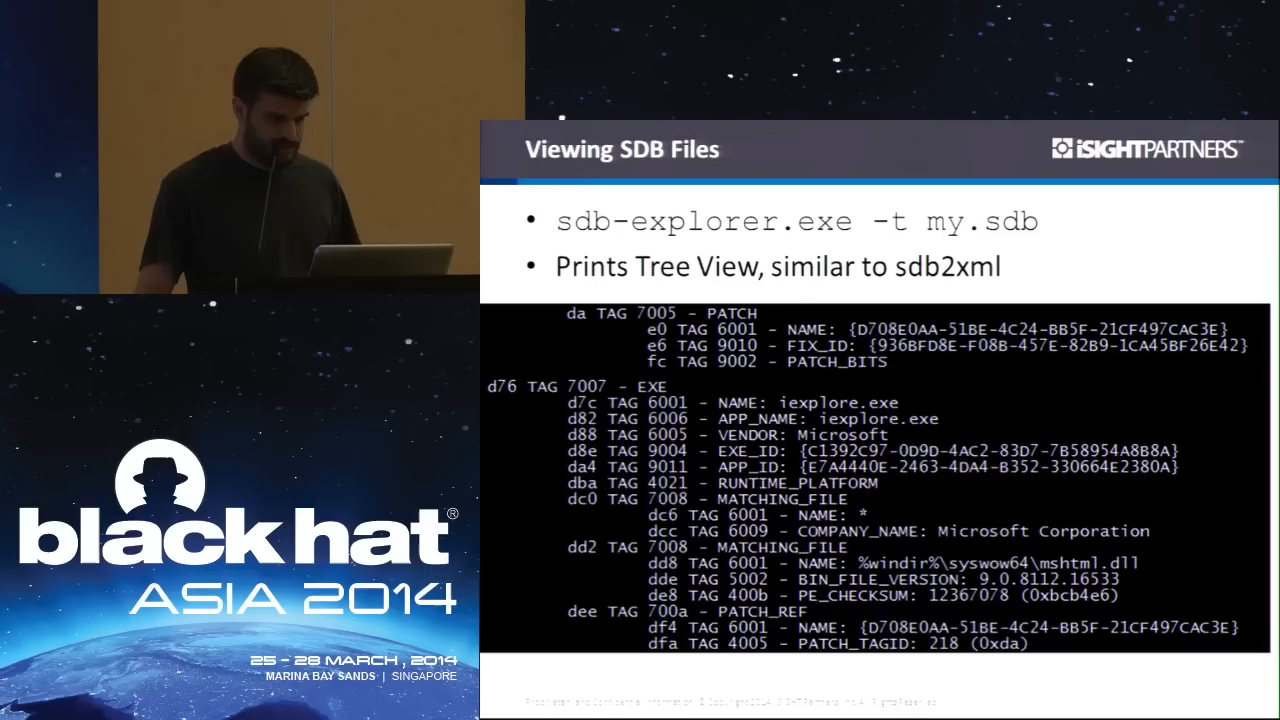 Viewing SDB Files
iSIGHTPARTNERS™
• sdb-explorer.exe -t my.sdb
• Prints Tree View, similar to sdb2xml
da TAG 7005 - PATCH
e0 TAG 6001 - NAME: {D708E0AA-51BE-4C24-BB5F-21CF497CAC3E}
e6 TAG 9010 - FIX_ID: {936BFD8E-F08B-457E-82B9-1CA45BF26E42}
fc TAG 9002 - PATCH_BITS
d76 TAG 7007 - EXE
d7c TAG 6001 - NAME: iexplore.exe
d82 TAG 6006 - APP_NAME: iexplore.exe
d88 TAG 6005 - VENDOR: Microsoft
d8e TAG 9004 - EXE_ID: {C1392C97-0D9D-4AC2-83D7-7B58954A8B8A}
da4 TAG 9011 - APP_ID: {E7A4440E-2463-4DA4-B352-330664E2380A}
dba TAG 4021 - RUNTIME_PLATFORM
dc0 TAG 7008 - MATCHING_FILE
dc6 TAG 6001 - NAME: *
dcc TAG 6009 - COMPANY_NAME: Microsoft Corporation
dd2 TAG 7008 - MATCHING_FILE
dd8 TAG 6001 - NAME: %windir%\syswow64\mshtml.dll
dde TAG 5002 - BIN_FILE_VERSION: 9.0.8112.16533
de8 TAG 400b - PE_CHECKSUM: 12367078 (0xbcb4e6)
dee TAG 700a - PATCH_REF
df4 TAG 6001 - NAME: {D708E0AA-51BE-4C24-BB5F-21CF497CAC3E}
dfa TAG 4005 - PATCH_TAGID: 218 (0xda)
black hat®
ASIA 2014
25 - 28 MARCH, 2014
MARINA BAY SANDS | SINGAPORE